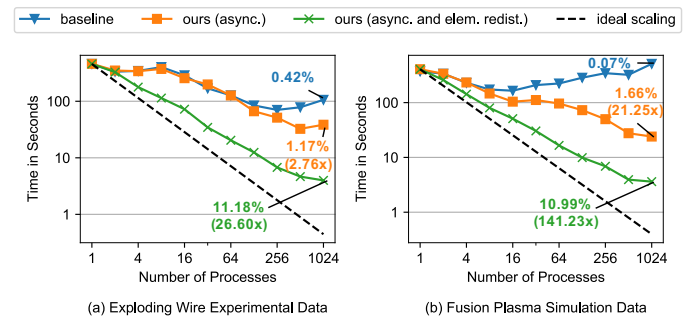 baseline ours (async.) ours (async. and elem. redist.) ideal scaling
Time in Seconds
100
10
1
0.42%
1.17%
(2.76x)
11.18%
(26.60x)
1 4 16 64 256 1024
Number of Processes
(a) Exploding Wire Experimental Data
Time in Seconds
100
10
1
0.07%
1.66%
(21.25x)
10.99%
(141.23x)
1 4 16 64 256 1024
Number of Processes
(b) Fusion Plasma Simulation Data